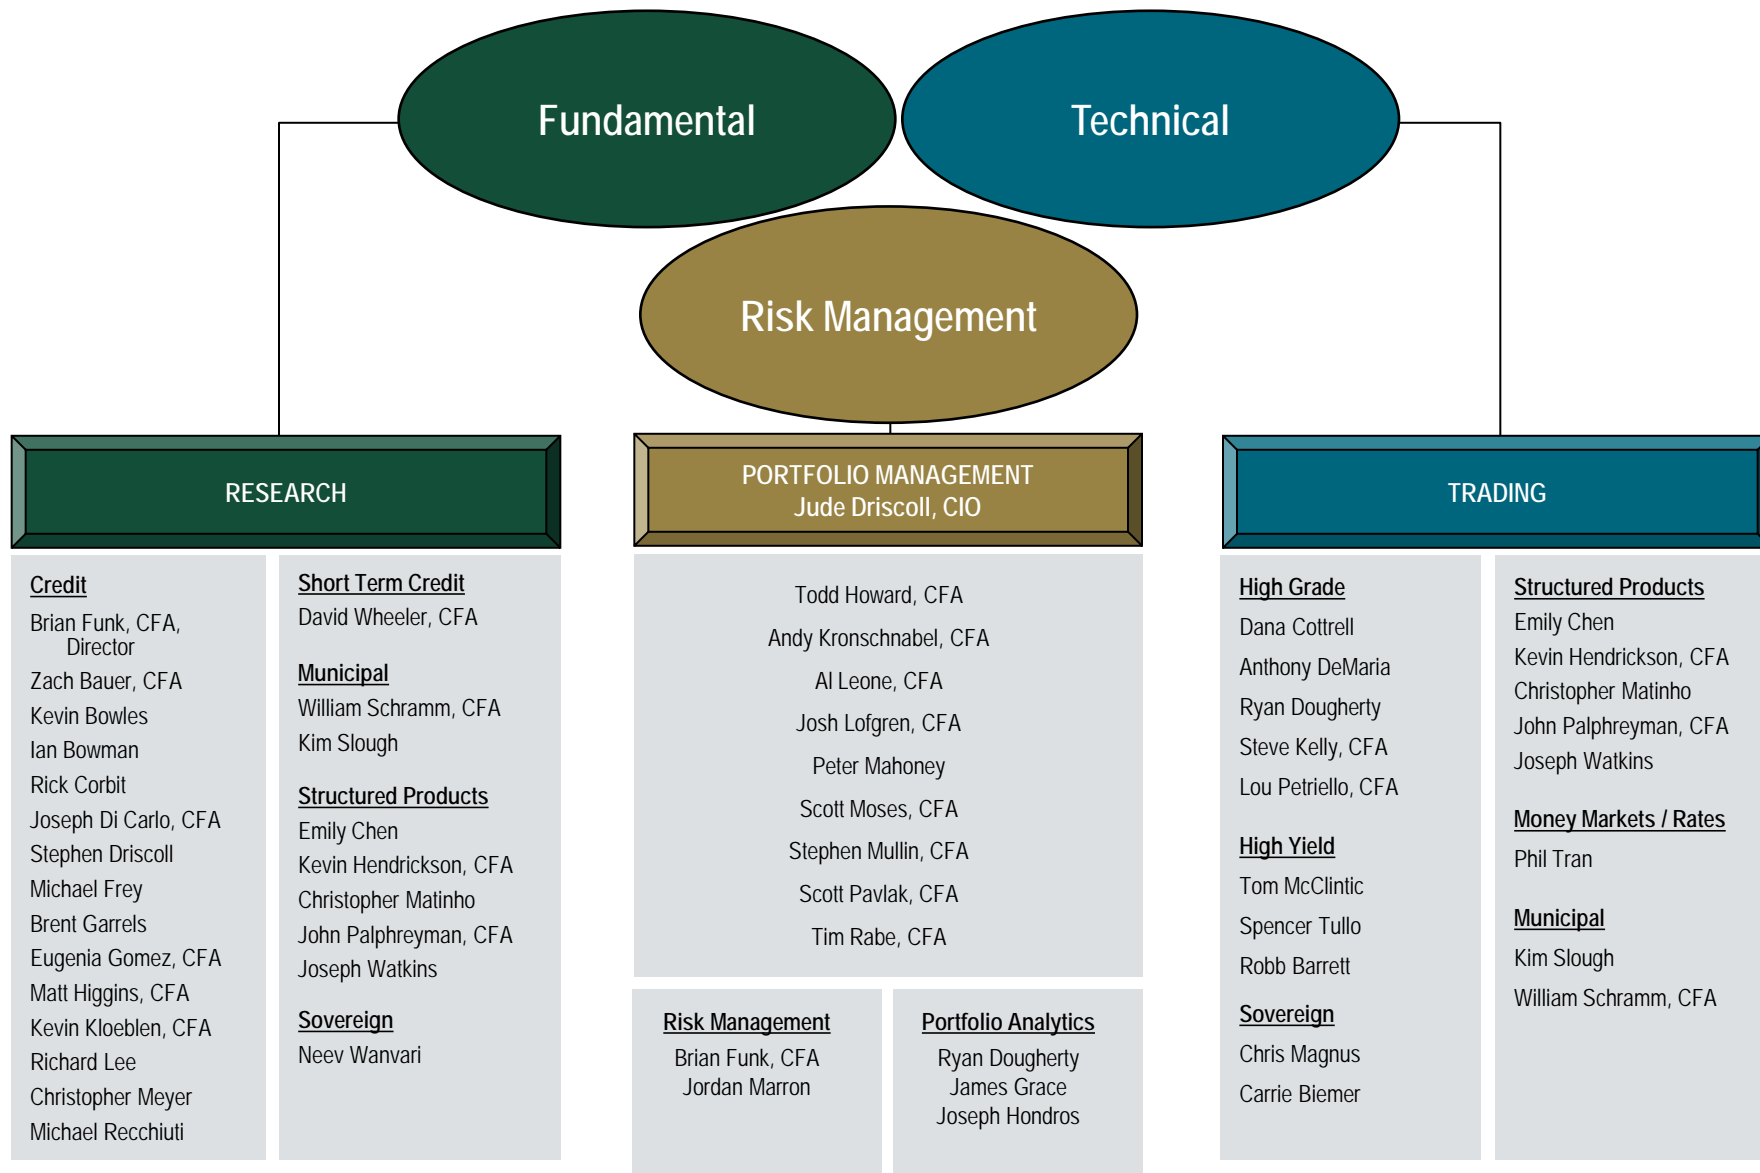 Fundamental
Technical
Risk Management
RESEARCH
Credit
Brian Funk, CFA,
Director
Zach Bauer, CFA
Kevin Bowles
Ian Bowman
Rick Corbit
Joseph Di Carlo, CFA
Stephen Driscoll
Michael Frey
Brent Garrels
Eugenia Gomez, CFA
Matt Higgins, CFA
Kevin Kloeblen, CFA
Richard Lee
Christopher Meyer
Michael Recchiuti
Short Term Credit
David Wheeler, CFA
Municipal
William Schramm, CFA
Kim Slough
Structured Products
Emily Chen
Kevin Hendrickson, CFA
Christopher Matinho
John Palphreyman, CFA
Joseph Watkins
Sovereign
Neev Wanvari
PORTFOLIO MANAGEMENT
Jude Driscoll, CIO
Todd Howard, CFA
Andy Kronschnabel, CFA
Al Leone, CFA
Josh Lofgren, CFA
Peter Mahoney
Scott Moses, CFA
Stephen Mullin, CFA
Scott Pavlak, CFA
Tim Rabe, CFA
Risk Management
Brian Funk, CFA
Jordan Marron
Portfolio Analytics
Ryan Dougherty
James Grace
Joseph Hondros
TRADING
High Grade
Dana Cottrell
Anthony DeMaria
Ryan Dougherty
Steve Kelly, CFA
Lou Petriello, CFA
High Yield
Tom McClintic
Spencer Tullo
Robb Barrett
Sovereign
Chris Magnus
Carrie Biemer
Structured Products
Emily Chen
Kevin Hendrickson, CFA
Christopher Matinho
John Palphreyman, CFA
Joseph Watkins
Money Markets / Rates
Phil Tran
Municipal
Kim Slough
William Schramm, CFA